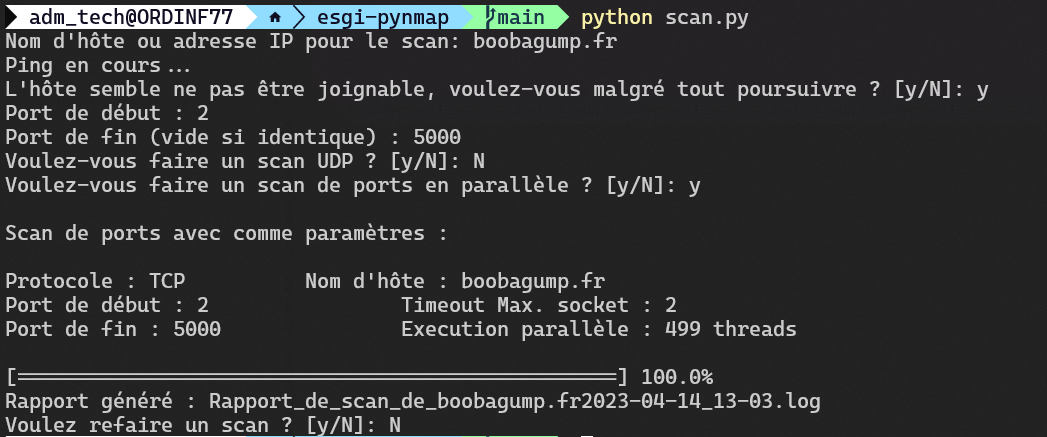 adm_tech@ORDINF77 esgi-pynmap main python scan.py
Nom d'hôte ou adresse IP pour le scan: boobagump.fr
Ping en cours...
L'hôte semble ne pas être joignable, voulez-vous malgré tout poursuivre ? [y/N]: y
Port de début : 2
Port de fin (vide si identique) : 5000
Voulez-vous faire un scan UDP ? [y/N]: N
Voulez-vous faire un scan de ports en parallèle ? [y/N]: y
Scan de ports avec comme paramètres :
Protocole : TCP Nom d'hôte : boobagump.fr
Port de début : 2 Timeout Max. socket : 2
Port de fin : 5000 Execution parallèle : 499 threads
[==================================================] 100.0%
Rapport généré : Rapport_de_scan_de_boobagump.fr2023-04-14_13-03.log
Voulez refaire un scan ? [y/N]: N